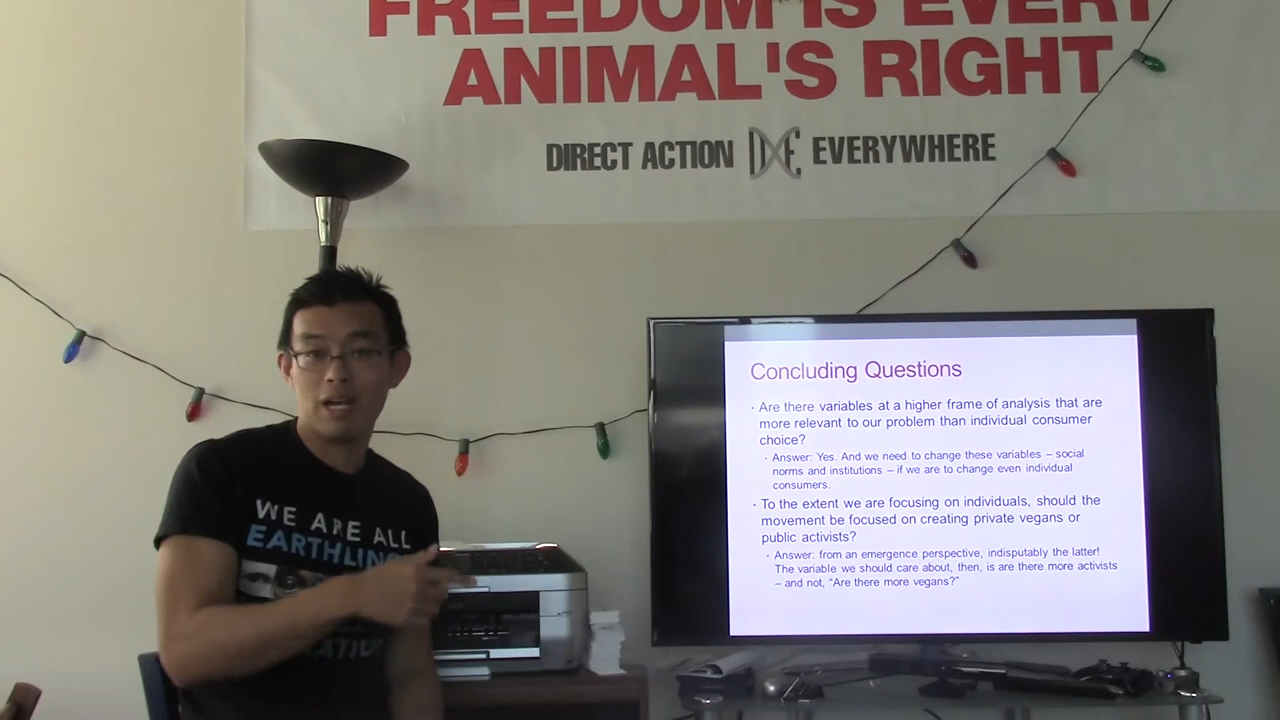 FREEDOM IS EVERY
ANIMAL'S RIGHT
DIRECT ACTION DXE EVERYWHERE
WE ARE ALL
EARTHLINGS
Concluding Questions
· Are there variables at a higher frame of analysis that are
more relevant to our problem than individual consumer
choice?
· Answer: Yes. And we need to change these variables – social
norms and institutions – if we are to change even individual
consumers.
· To the extent we are focusing on individuals, should the
movement be focused on creating private vegans or
public activists?
· Answer: from an emergence perspective, indisputably the latter!
The variable we should care about, then, is are there more activists
– and not, “Are there more vegans?”